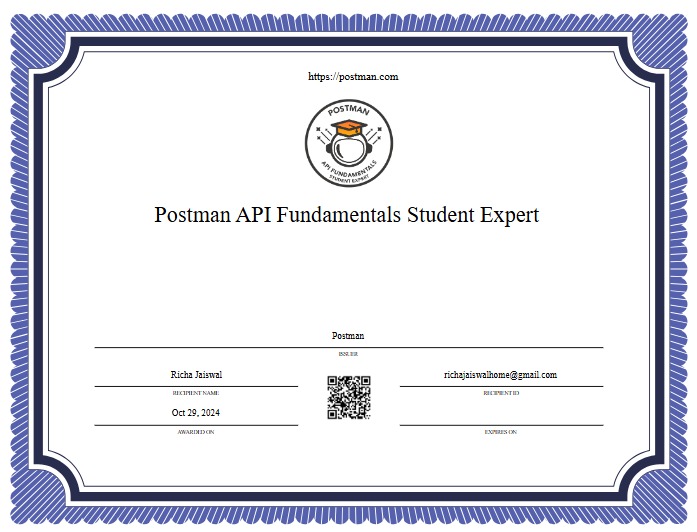 https://postman.com
POSTMAN
API FUNDAMENTALS
STUDENT EXPERT
Postman API Fundamentals Student Expert
Postman
ISSUER
Richa Jaiswal
RECIPIENT NAME
richajaiswalhome@gmail.com
RECIPIENT ID
Oct 29, 2024
AWARDED ON
EXPIRES ON